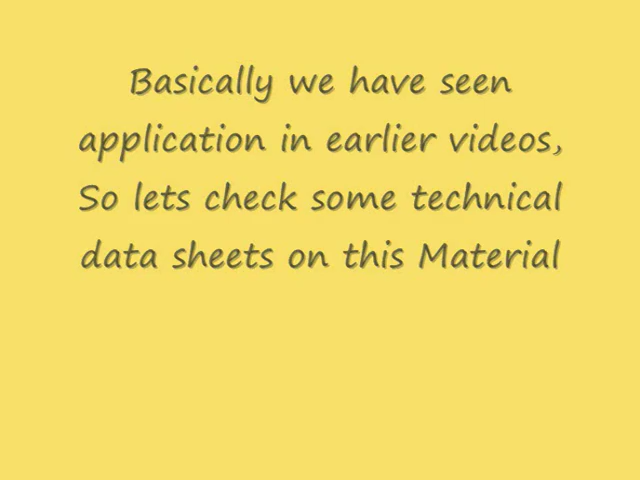 Basically we have seen
application in earlier videos,
So lets check some technical
data sheets on this Material